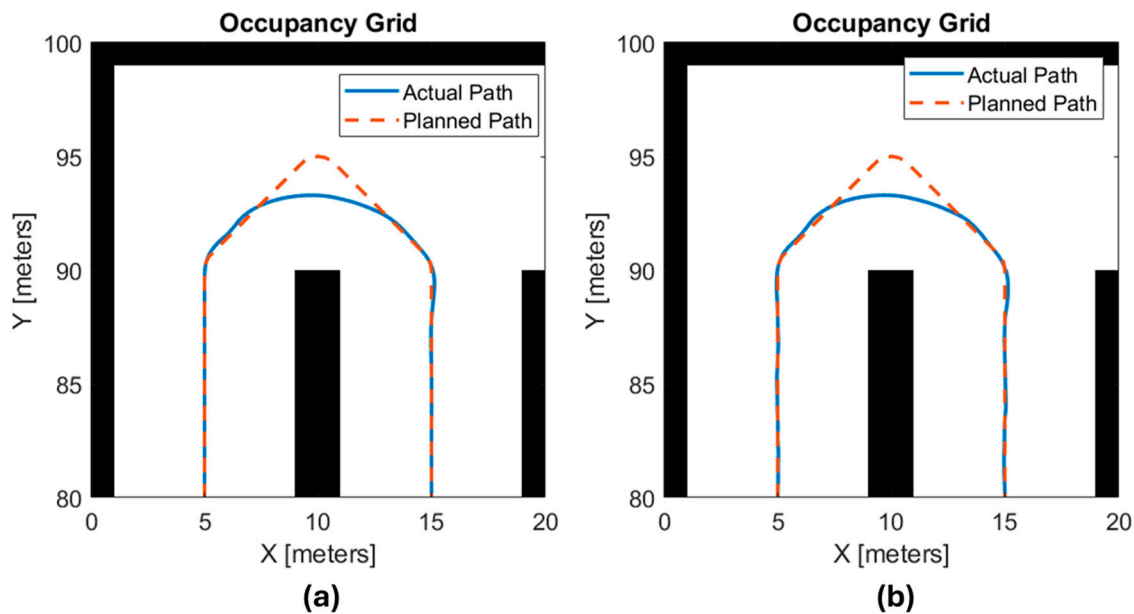 Occupancy Grid
100
95
90
85
80
Y [meters]
Actual Path
Planned Path
0 5 10 15 20
X [meters]
(a)
Occupancy Grid
100
95
90
85
80
Y [meters]
Actual Path
Planned Path
0 5 10 15 20
X [meters]
(b)